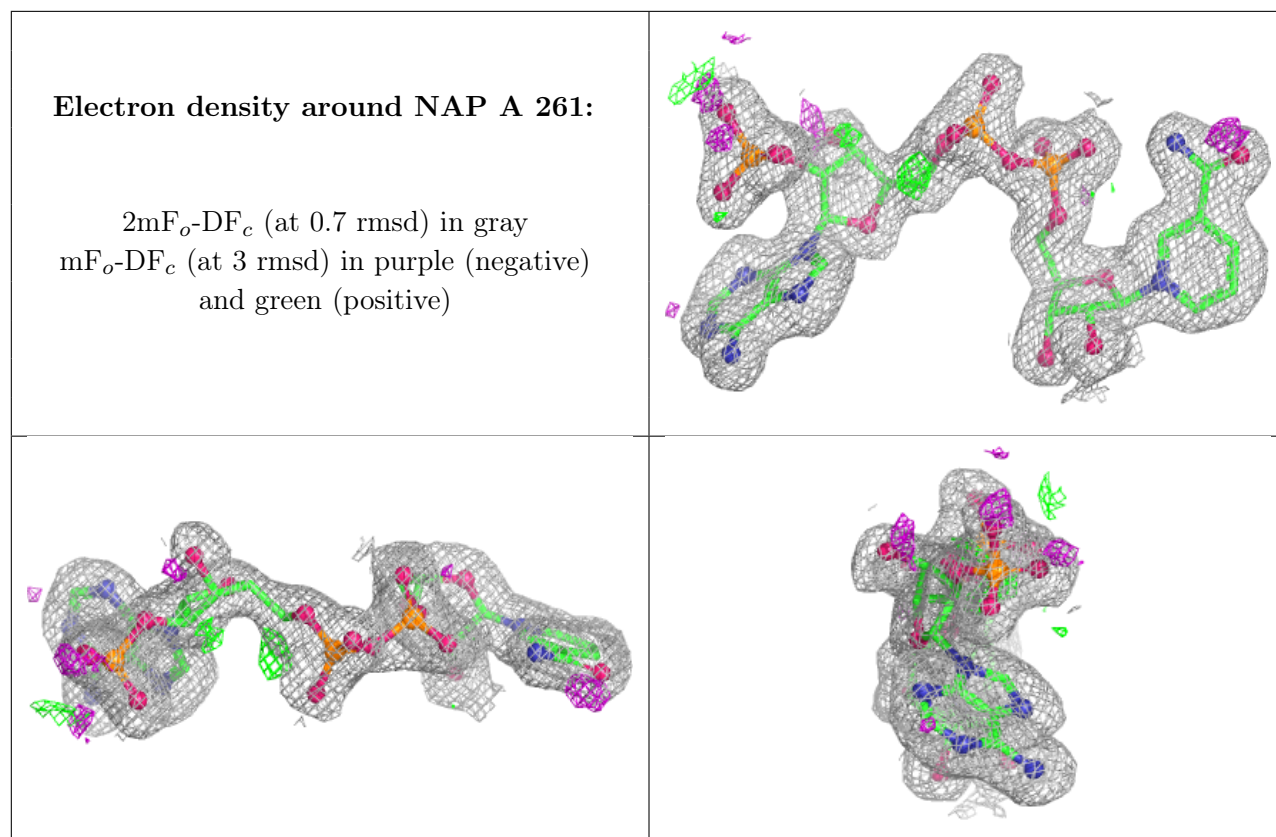 Electron density around NAP A 261:
2mFo-DFc (at 0.7 rmsd) in gray
mFo-DFc (at 3 rmsd) in purple (negative)
and green (positive)